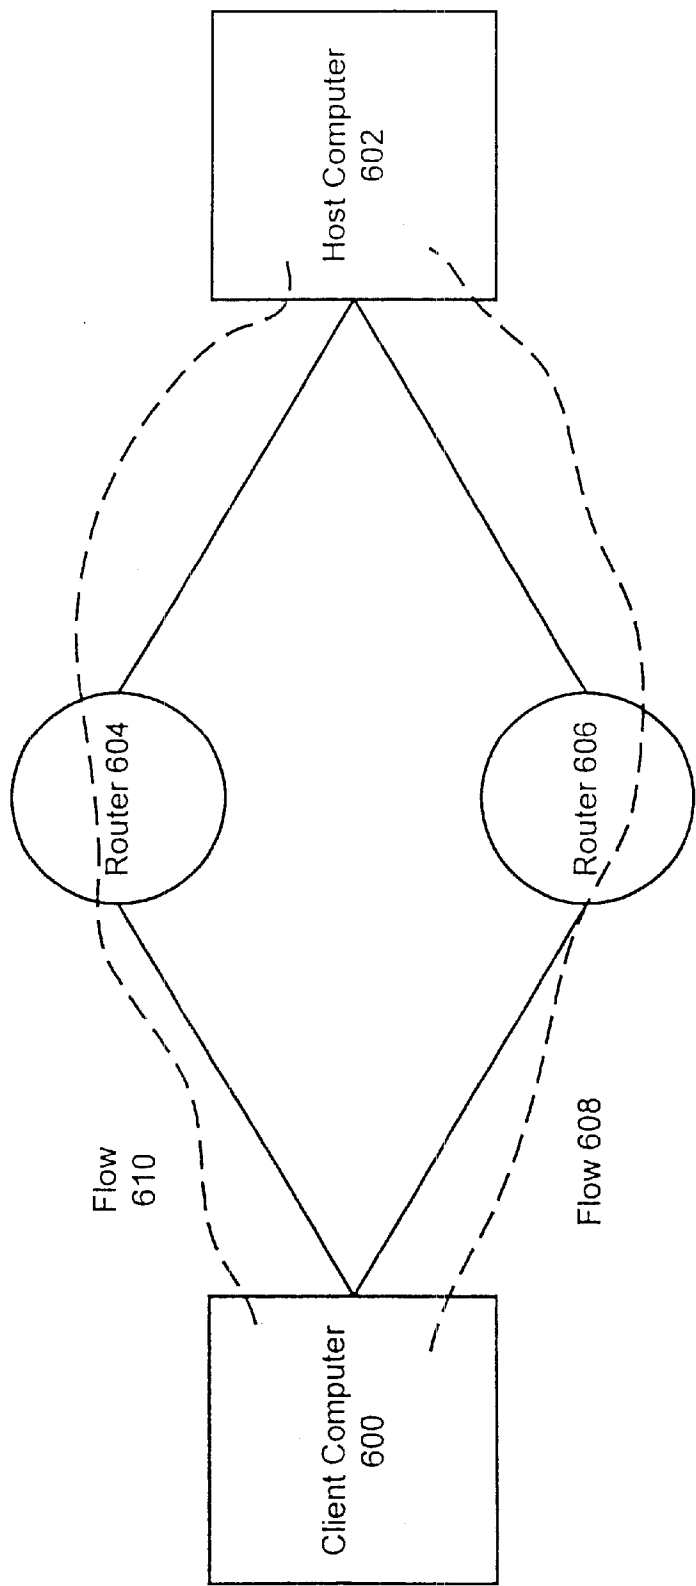 Router 604
Flow
610
Client Computer
600
Host Computer
602
Router 606
Flow 608